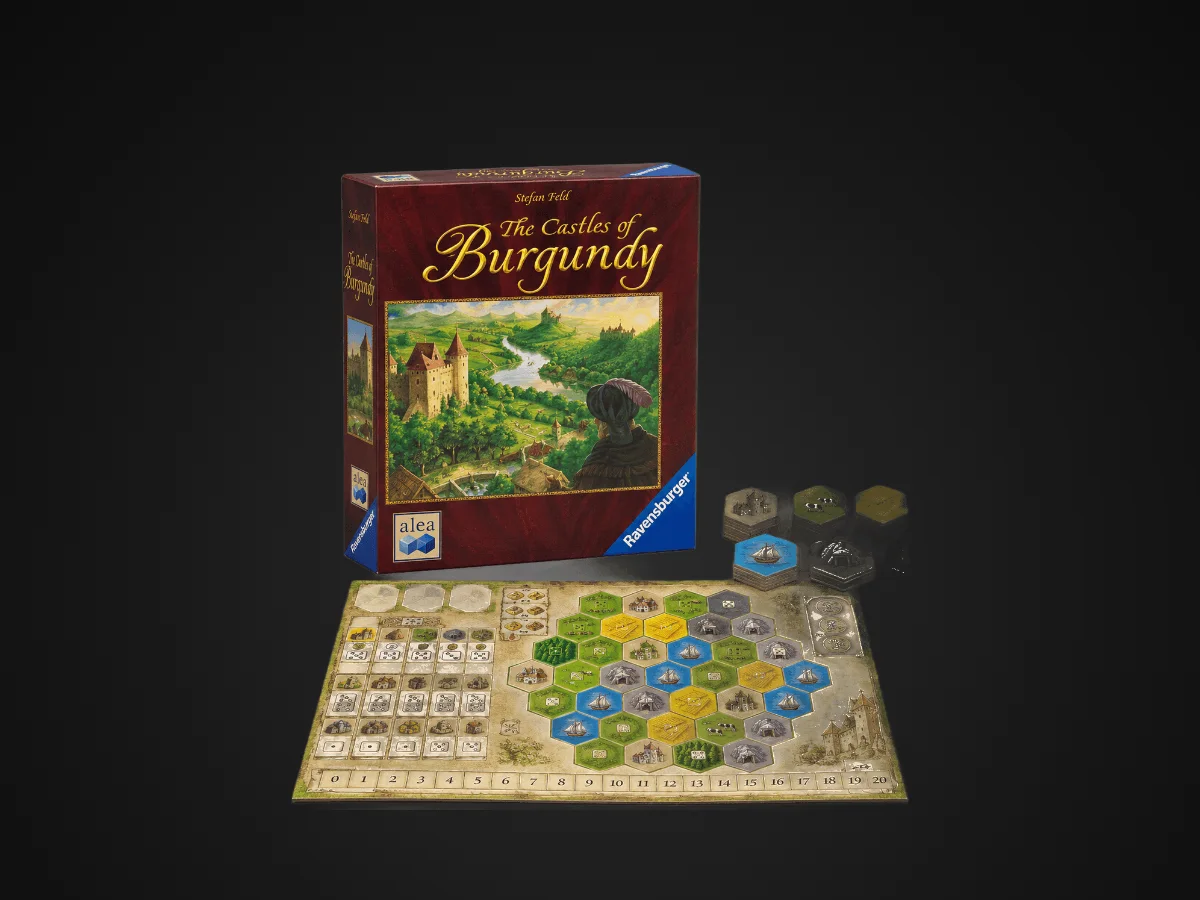 Burgundy
Stefan Feld
The Castles of
Burgundy
Stefan Feld
The Castles of
Burgundy
alea
Ravensburger
alea
Ravensburger
0 1 2 3 4 5 6 7 8 9 10 11 12 13 14 15 16 17 18 19 20